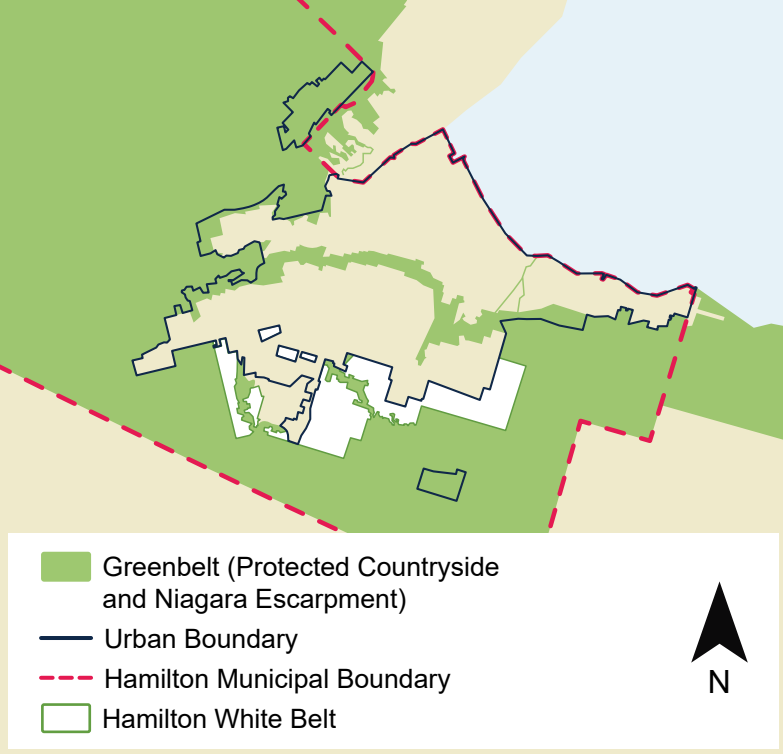 Greenbelt (Protected Countryside
and Niagara Escarpment)
Urban Boundary
Hamilton Municipal Boundary
Hamilton White Belt
N